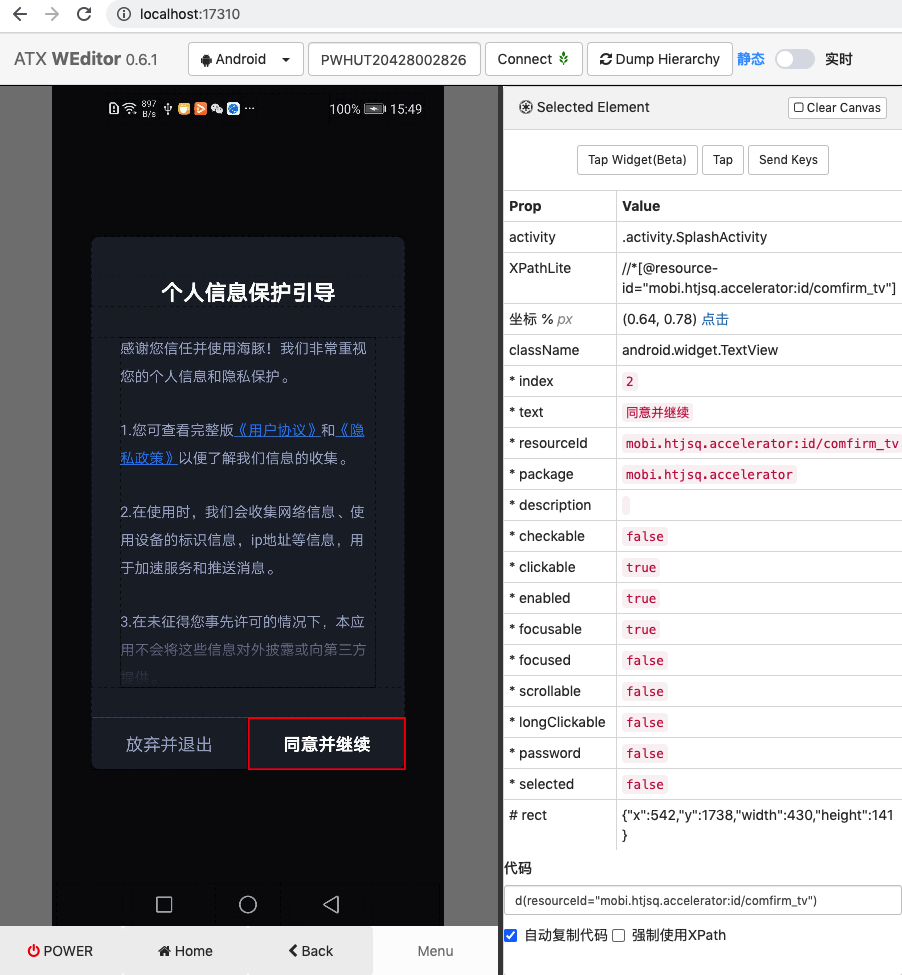 localhost:17310
ATX WEditor 0.6.1
Android
PWHUT20428002826
Connect
Dump Hierarchy
静态
实时
897
B/s
100%
15:49
个人信息保护引导
感谢您信任并使用海豚！我们非常重视
您的个人信息和隐私保护。
1.您可查看完整版《用户协议》和《隐
私政策》以便了解我们信息的收集。
2.在使用时，我们会收集网络信息、使
用设备的标识信息，ip地址等信息，用
于加速服务和推送消息。
3.在未征得您事先许可的情况下，本应
用不会将这些信息对外披露或向第三方
提供。
放弃并退出
同意并继续
POWER
Home
Back
Menu
Selected Element
Clear Canvas
Tap Widget(Beta)
Tap
Send Keys
Prop Value
activity .activity.SplashActivity
XPathLite //*[@resource-
id="mobi.htjsq.accelerator:id/comfirm_tv"]
坐标 % px (0.64, 0.78) 点击
className android.widget.TextView
* index 2
* text 同意并继续
* resourceId mobi.htjsq.accelerator:id/comfirm_tv
* package mobi.htjsq.accelerator
* description
* checkable false
* clickable true
* enabled true
* focusable true
* focused false
* scrollable false
* longClickable false
* password false
* selected false
# rect {"x":542,"y":1738,"width":430,"height":141
}
代码
d(resourceId="mobi.htjsq.accelerator:id/comfirm_tv")
自动复制代码
强制使用XPath